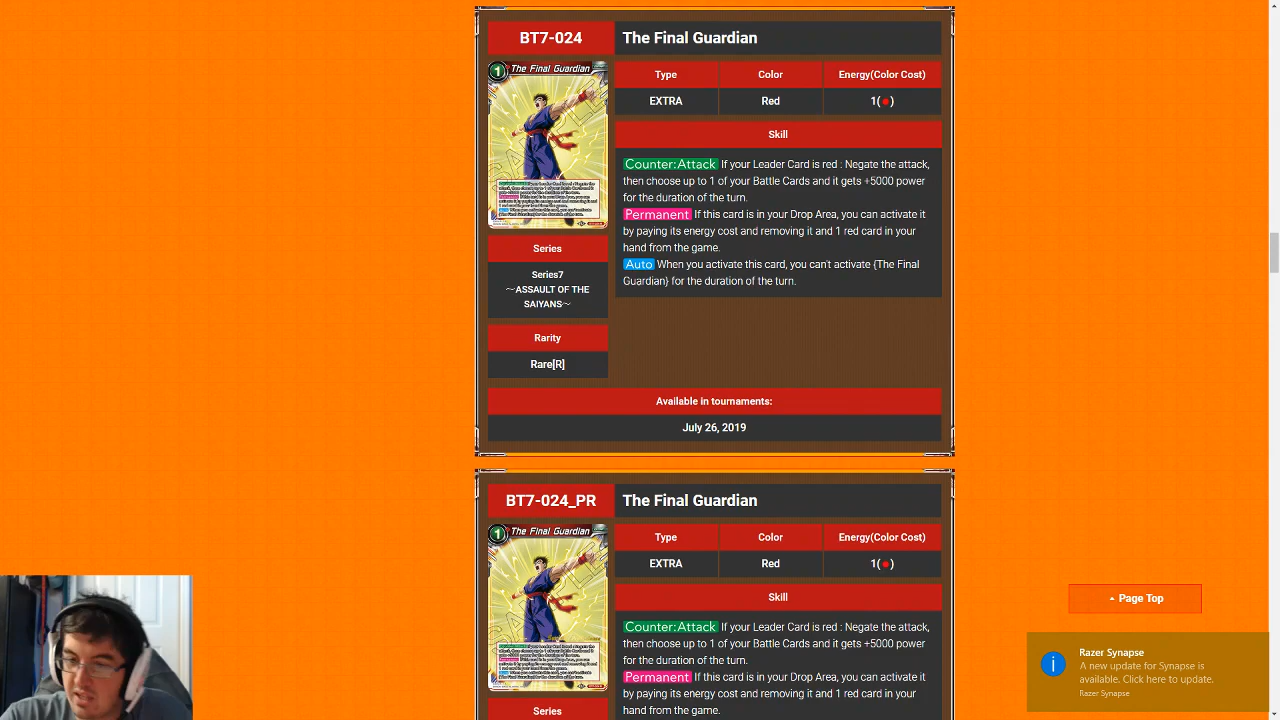 BT7-024
The Final Guardian
1
The Final Guardian
Type
Color
Energy(Color Cost)
EXTRA
Red
1( )
Skill
Counter:Attack If your Leader Card is red : Negate the attack,
then choose up to 1 of your Battle Cards and it gets +5000 power
for the duration of the turn.
Permanent If this card is in your Drop Area, you can activate it
by paying its energy cost and removing it and 1 red card in your
hand from the game.
Auto When you activate this card, you can't activate {The Final
Guardian} for the duration of the turn.
Series
Series7
～ASSAULT OF THE
SAIYANS～
Rarity
Rare[R]
Available in tournaments:
July 26, 2019
BT7-024_PR
The Final Guardian
1
The Final Guardian
Type
Color
Energy(Color Cost)
EXTRA
Red
1( )
Skill
Counter:Attack If your Leader Card is red : Negate the attack,
then choose up to 1 of your Battle Cards and it gets +5000 power
for the duration of the turn.
Permanent If this card is in your Drop Area, you can activate it
by paying its energy cost and removing it and 1 red card in your
hand from the game.
Series
Page Top
Razer Synapse
A new update for Synapse is
available. Click here to update.
Razer Synapse